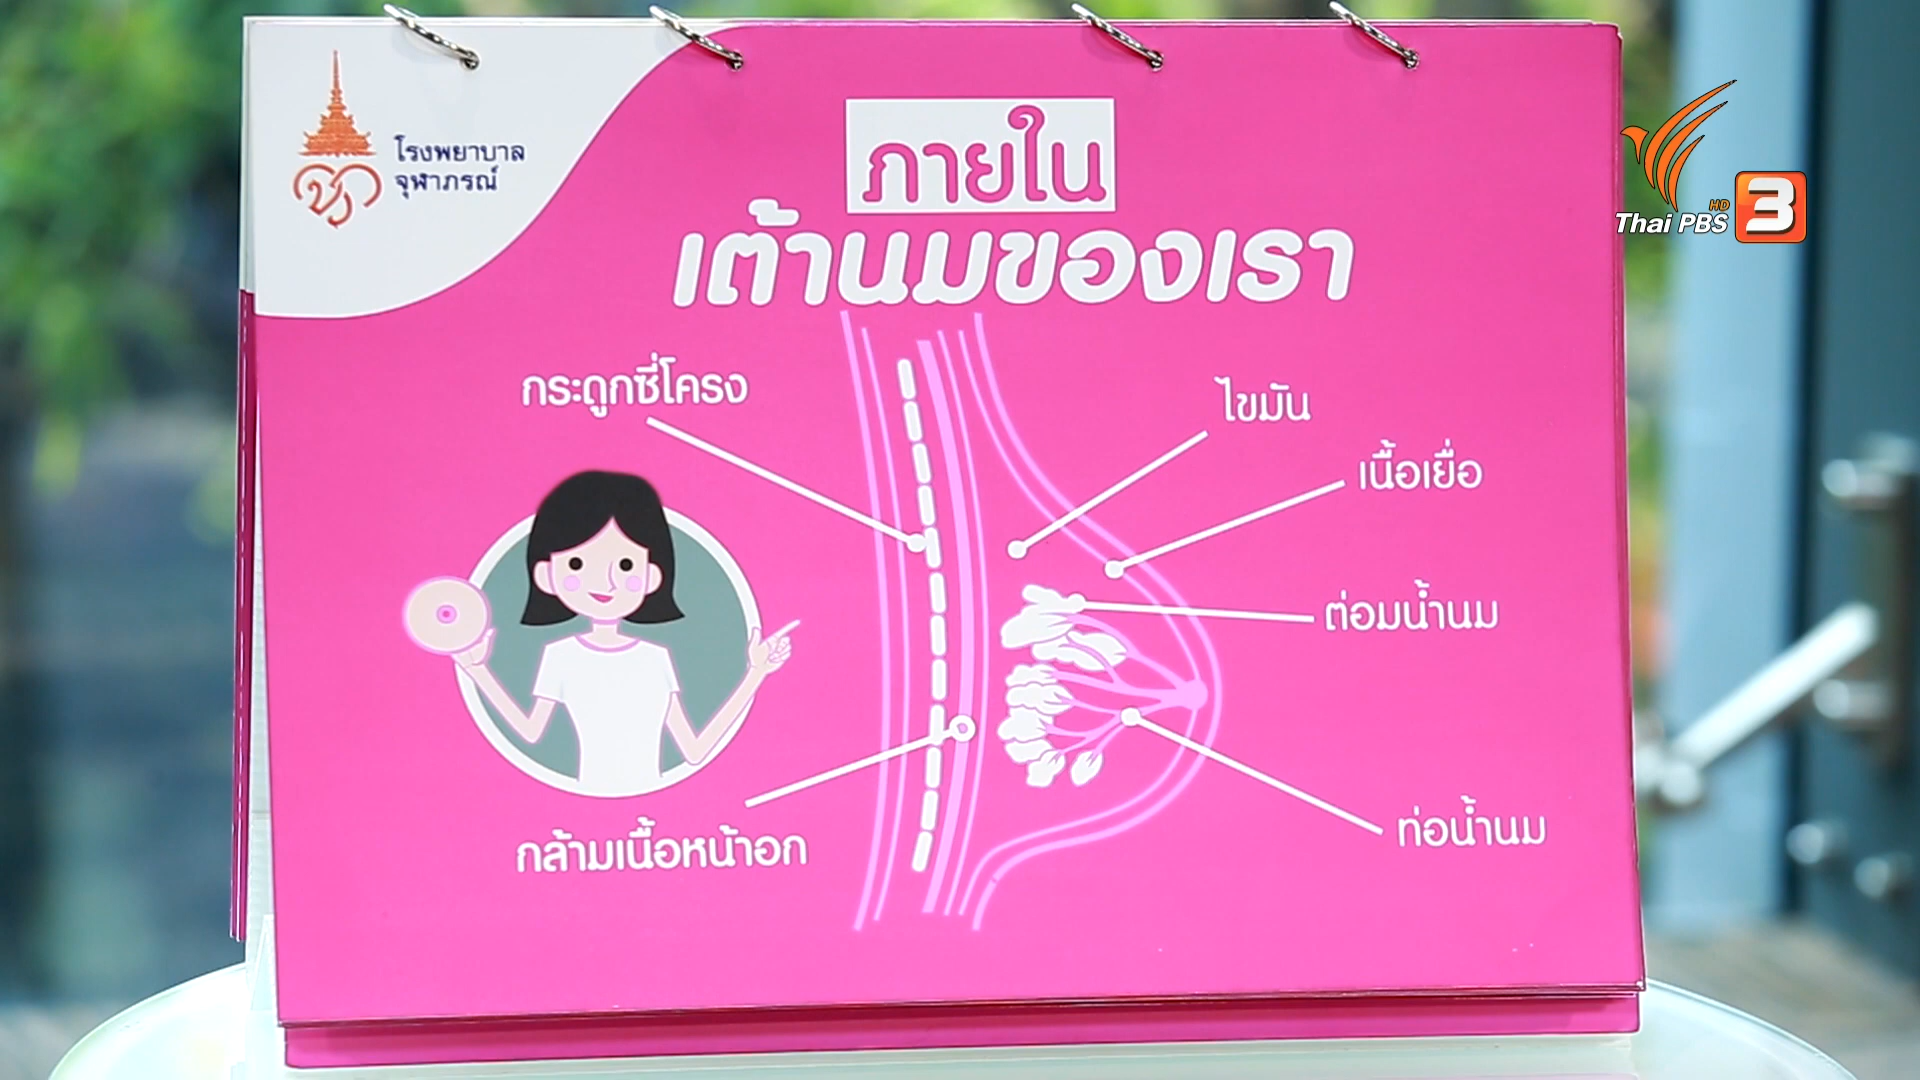 โรงพยาบาล
จุฬาภรณ์
ภายใน
เต้านมของเรา
กระดูกซี่โครง
ไขมัน
เนื้อเยื่อ
ต่อมน้ำนม
ท่อน้ำนม
กล้ามเนื้อหน้าอก
Thai PBS HD 3